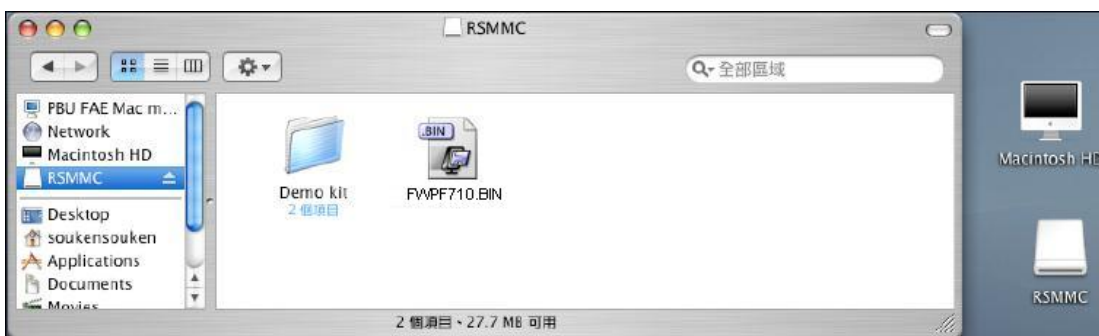 RSMMC
全部區域
PBU FAE Mac m...
Network
Macintosh HD
RSMMC
Desktop
soukensouken
Applications
Documents
Movies
.BIN
Demo kit
2 個項目
FWPF710.BIN
2 個項目、27.7 MB 可用
Macintosh HD
RSMMC